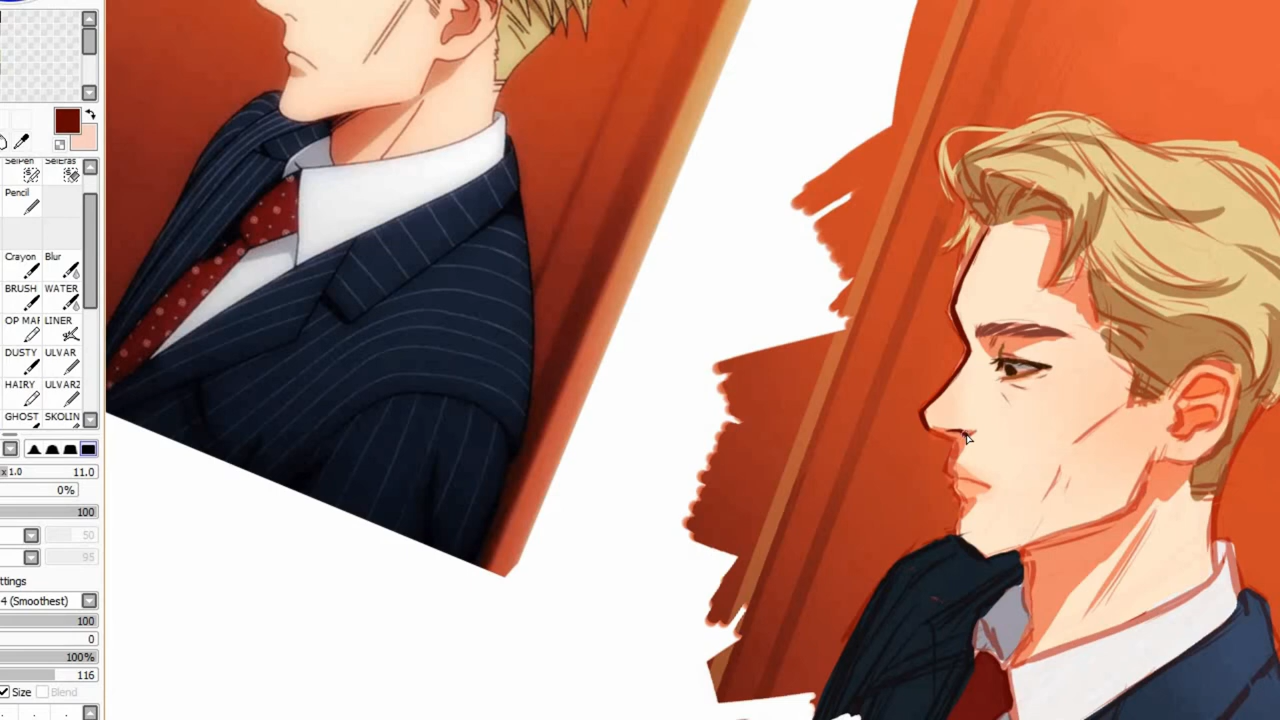 SelPen SelEras
Pencil
Crayon Blur
BRUSH WATER
OP MAF LINER
DUSTY ULVAR
HAIRY ULVAR2
GHOST SKOLIN
x 1.0 11.0
0%
100
50
95
ttings
4 (Smoothest)
100
0
100%
116
Size Blend